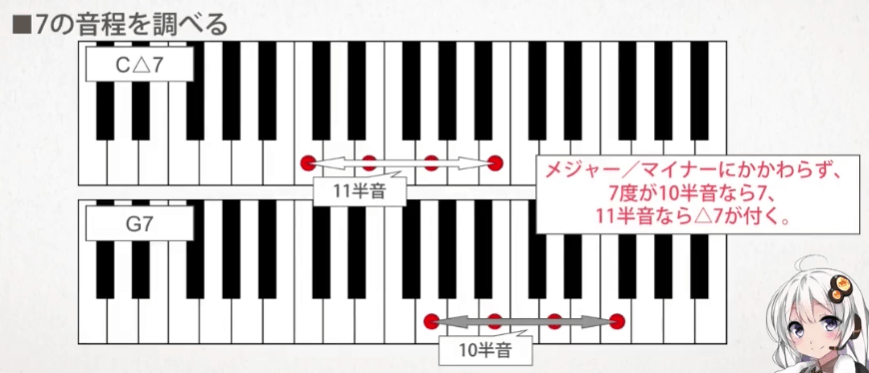 ■7の音程を調べる
C△7
11半音
メジャー／マイナーにかかわらず、
7度が10半音なら7、
11半音なら△7が付く。
G7
10半音